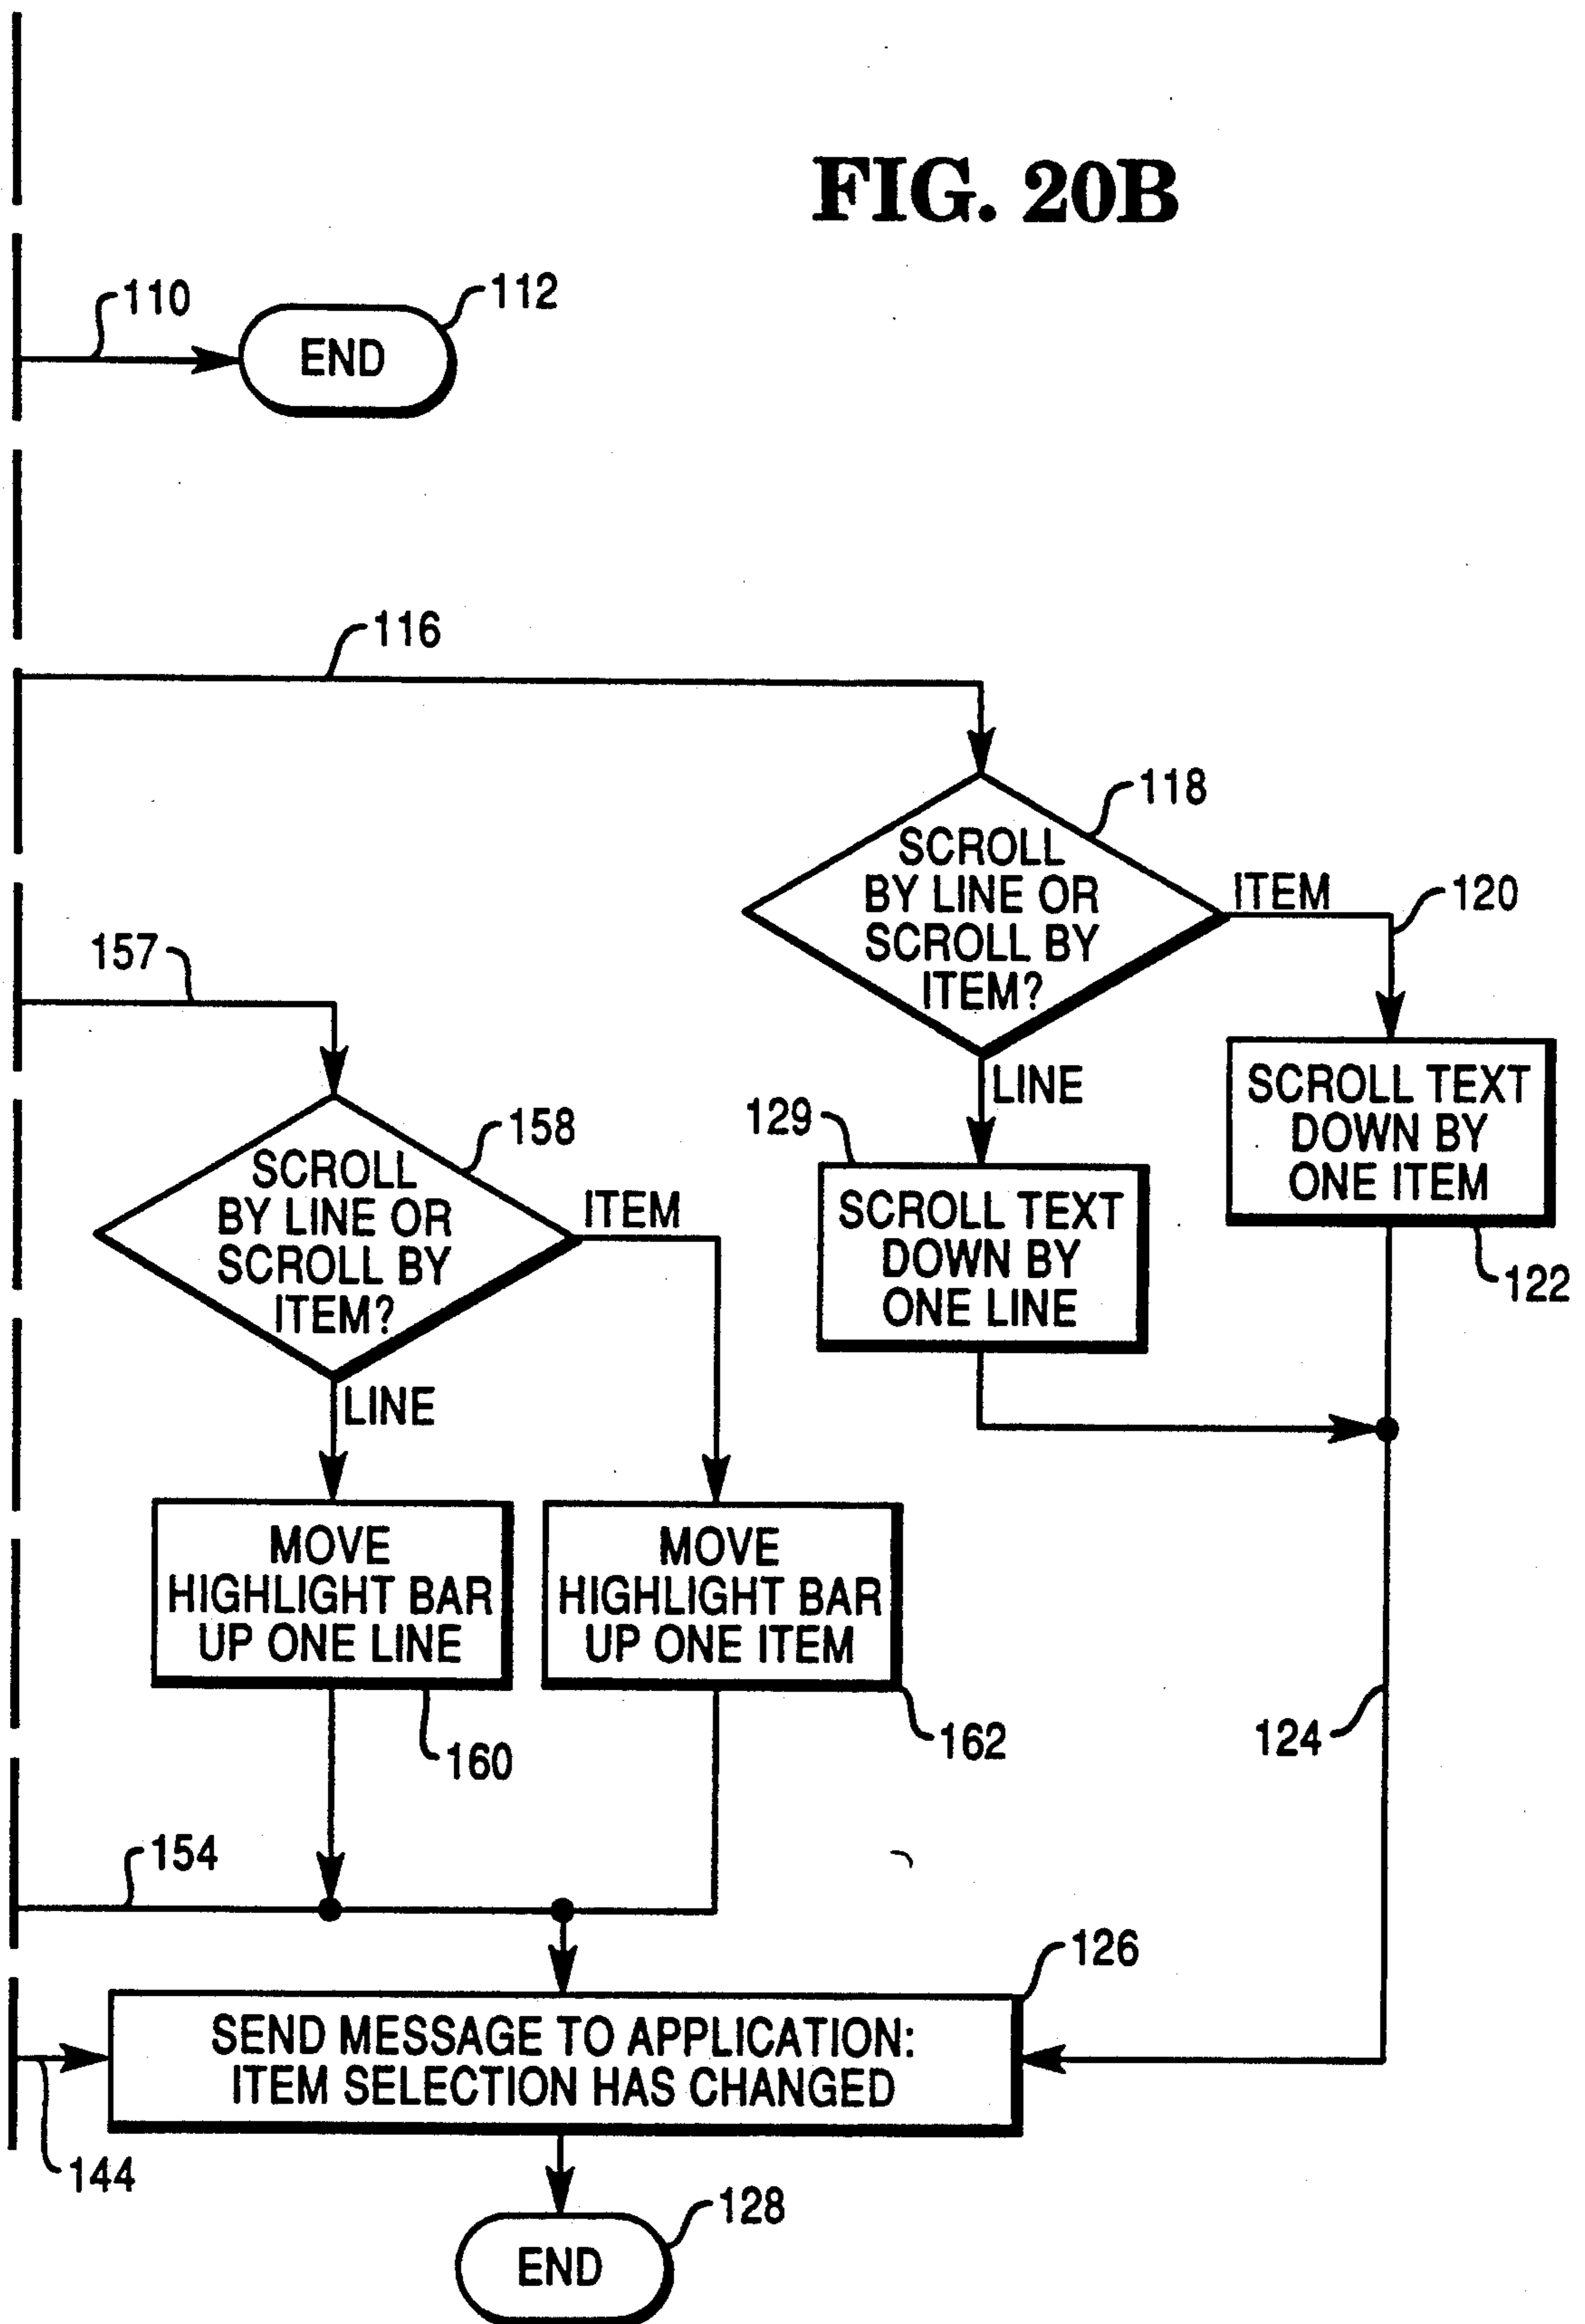 FIG. 20B
110
112
END
116
118
SCROLL
BY LINE OR
SCROLL BY
ITEM?
ITEM
120
LINE
157
158
SCROLL
BY LINE OR
SCROLL BY
ITEM?
ITEM
LINE
129
SCROLL TEXT
DOWN BY
ONE LINE
SCROLL TEXT
DOWN BY
ONE ITEM
122
MOVE
HIGHLIGHT BAR
UP ONE LINE
160
MOVE
HIGHLIGHT BAR
UP ONE ITEM
162
124
154
126
SEND MESSAGE TO APPLICATION:
ITEM SELECTION HAS CHANGED
144
128
END